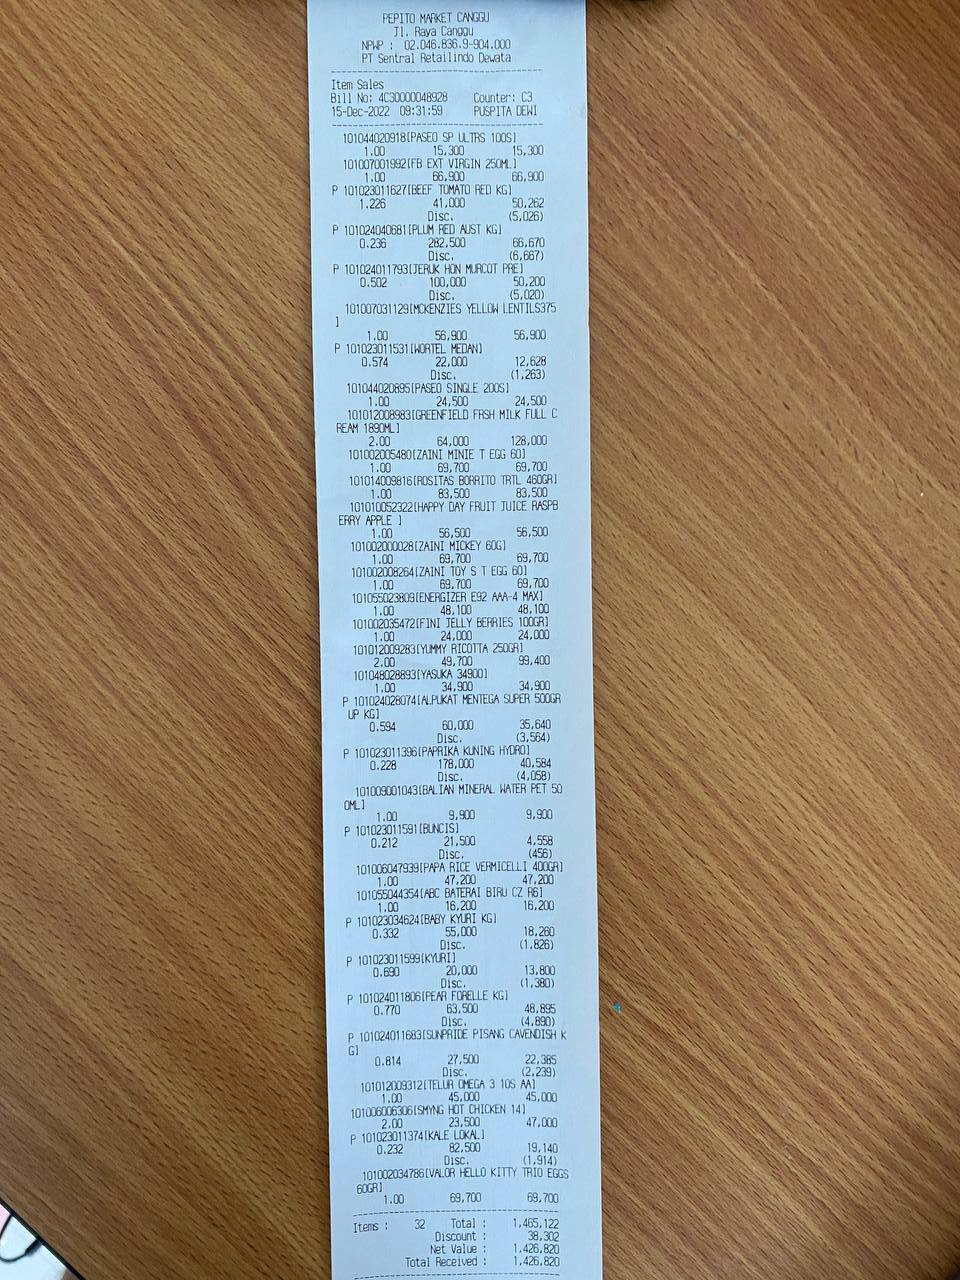 PEPITO MARKET CANGGU
Jl. Raya Canggu
NPWP : 02.046.836.9-904.000
PT Sentral Retailindo Dewata
Item Sales
Bill No: 4C30000048928 Counter: C3
15-Dec-2022 09:31:59 PUSPITA DEWI
101044020918[PASEO SP ULTRS 100S]
1.00 15,300 15,300
101007001992[FB EXT VIRGIN 250ML]
1.00 66,900 66,900
P 101023011627[BEEF TOMATO RED KG]
1.226 41,000 50,262
Disc. (5,026)
P 101024040681[PLUM RED AUST KG]
0.236 282,500 66,670
Disc. (6,667)
P 101024011793[JERUK HON MURCOT PRE]
0.502 100,000 50,200
Disc. (5,020)
101007031129[MCKENZIES YELLOW LENTILS375
]
1.00 56,900 56,900
P 101023011531[WORTEL MEDAN]
0.574 22,000 12,628
Disc. (1,263)
101044020895[PASEO SINGLE 200S]
1.00 24,500 24,500
101012008983[GREENFIELD FRSH MILK FULL C
REAM 1890ML]
2.00 64,000 128,000
101002005480[ZAINI MINIE T EGG 60]
1.00 69,700 69,700
101014009816[ROSITAS BORRITO TRTL 460GR]
1.00 83,500 83,500
101010052322[HAPPY DAY FRUIT JUICE RASPB
ERRY APPLE ]
1.00 56,500 56,500
101002000028[ZAINI MICKEY 60G]
1.00 69,700 69,700
101002008264[ZAINI TOY S T EGG 60]
1.00 69,700 69,700
101055023809[ENERGIZER E92 AAA-4 MAX]
1.00 48,100 48,100
101002035472[FINI JELLY BERRIES 100GR]
1.00 24,000 24,000
101012009283[YUMMY RICOTTA 250GR]
2.00 49,700 99,400
101048028893[YASUKA 34900]
1.00 34,900 34,900
P 101024028074[ALPUKAT MENTEGA SUPER 500GR
UP KG]
0.594 60,000 35,640
Disc. (3,564)
P 101023011396[PAPRIKA KUNING HYDRO]
0.228 178,000 40,584
Disc. (4,058)
101009001043[BALIAN MINERAL WATER PET 50
0ML]
1.00 9,900 9,900
P 101023011591[BUNCIS]
0.212 21,500 4,558
Disc. (456)
101006047939[PAPA RICE VERMICELLI 400GR]
1.00 47,200 47,200
101055044354[ABC BATERAI BIRU CZ R6]
1.00 16,200 16,200
P 101023034624[BABY KYURI KG]
0.332 55,000 18,260
Disc. (1,826)
P 101023011599[KYURI]
0.690 20,000 13,800
Disc. (1,380)
P 101024011806[PEAR FORELLE KG]
0.770 63,500 48,895
Disc. (4,890)
P 101024011683[SUNPRIDE PISANG CAVENDISH K
G]
0.814 27,500 22,385
Disc. (2,239)
101012009312[TELUR OMEGA 3 10S AA]
1.00 45,000 45,000
101006006306[SMYNG HOT CHICKEN 14]
2.00 23,500 47,000
P 101023011374[KALE LOKAL]
0.232 82,500 19,140
Disc. (1,914)
101002034786[VALOR HELLO KITTY TRIO EGGS
60GR]
1.00 69,700 69,700
Items : 32 Total : 1,465,122
Discount : 38,302
Net Value : 1,426,820
Total Received : 1,426,820